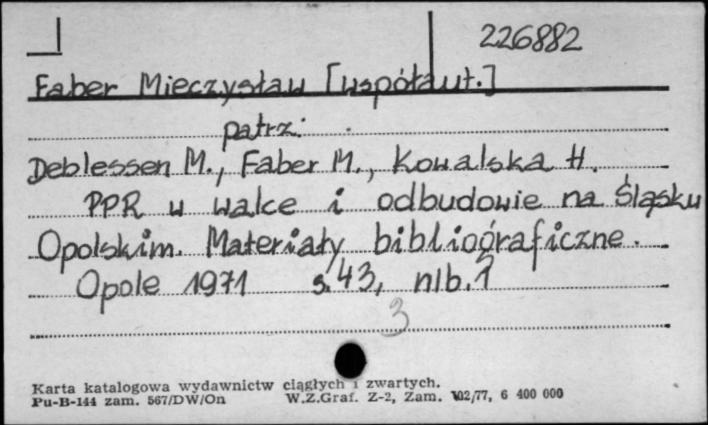 226882
Faber Mieczysław [współaut.]
patrz:
Deblessen M., Faber M., Kowalska H.
PPR w walce i odbudowie na Śląsku
Opolskim. Materiały bibliograficzne.
Opole 1971 s.43, nlb.1
3
Karta katalogowa wydawnictw ciągłych i zwartych.
Pu-B-144 zam. 567/DW/On W.Z.Graf. Z-2, Zam. 102/77, 6 400 000